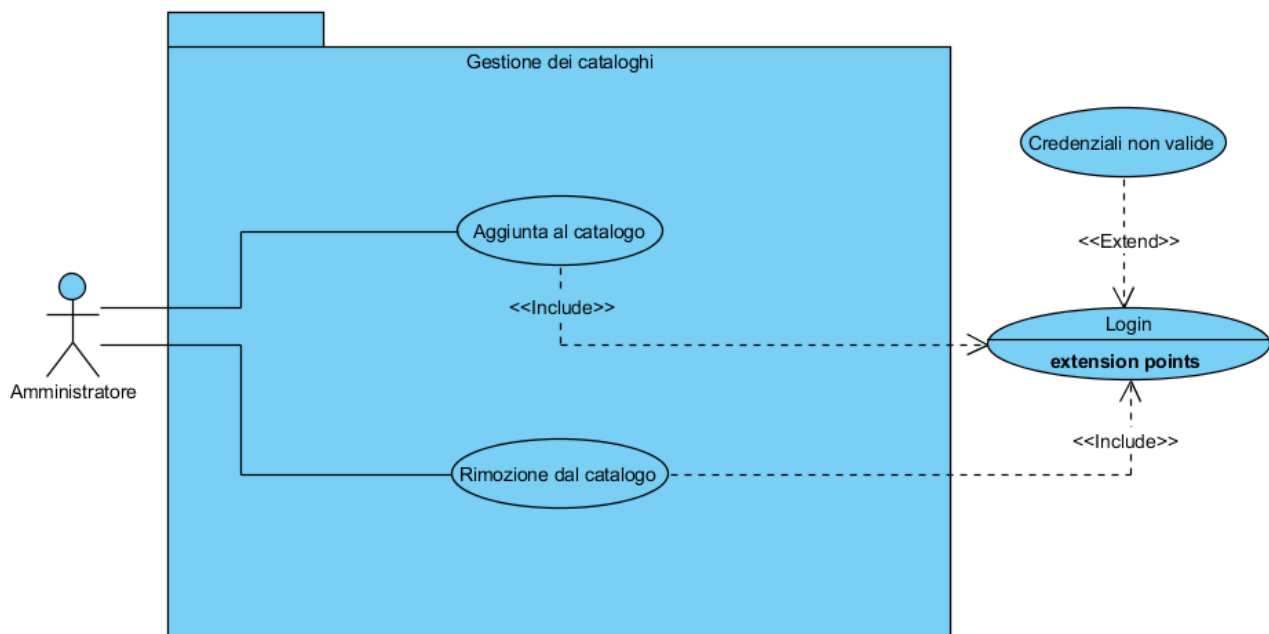 Gestione dei cataloghi
Credenziali non valide
Aggiunta al catalogo
<<Extend>>
<<Include>>
Login
extension points
Amministratore
<<Include>>
Rimozione dal catalogo